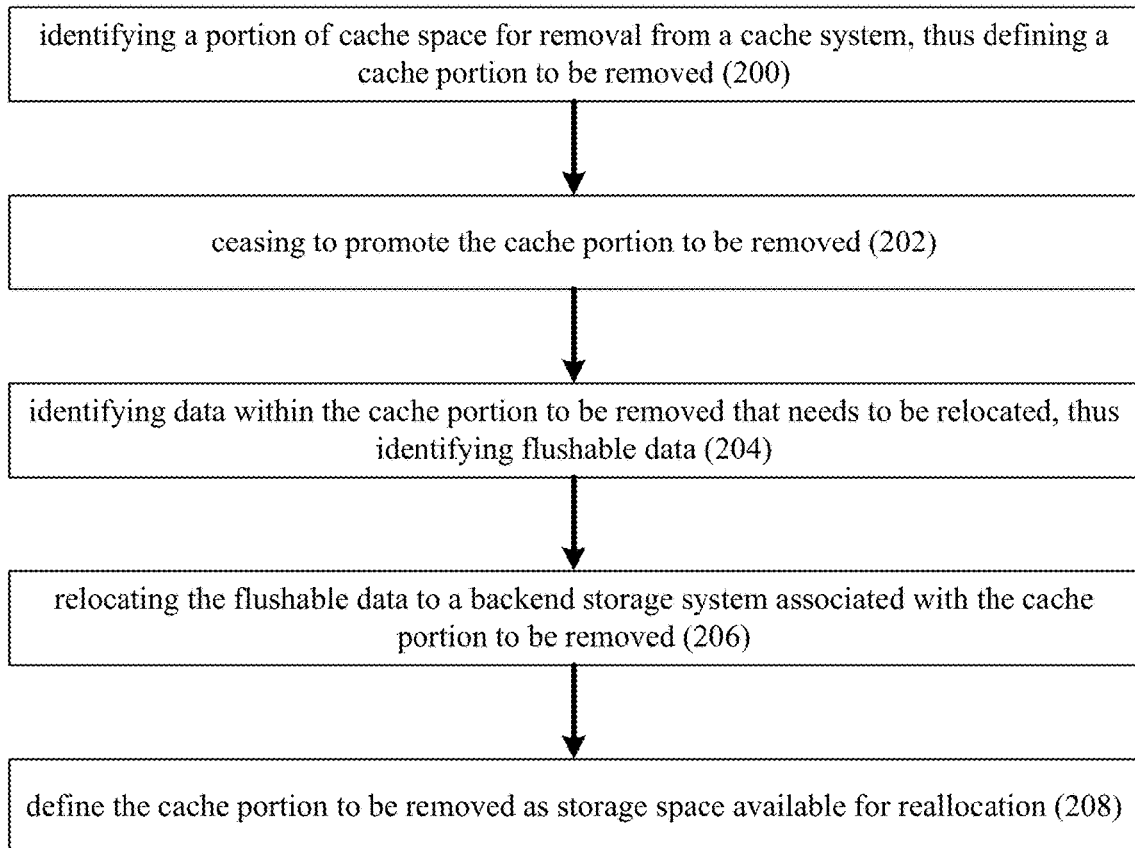 identifying a portion of cache space for removal from a cache system, thus defining a
cache portion to be removed (200)
ceasing to promote the cache portion to be removed (202)
identifying data within the cache portion to be removed that needs to be relocated, thus
identifying flushable data (204)
relocating the flushable data to a backend storage system associated with the cache
portion to be removed (206)
define the cache portion to be removed as storage space available for reallocation (208)